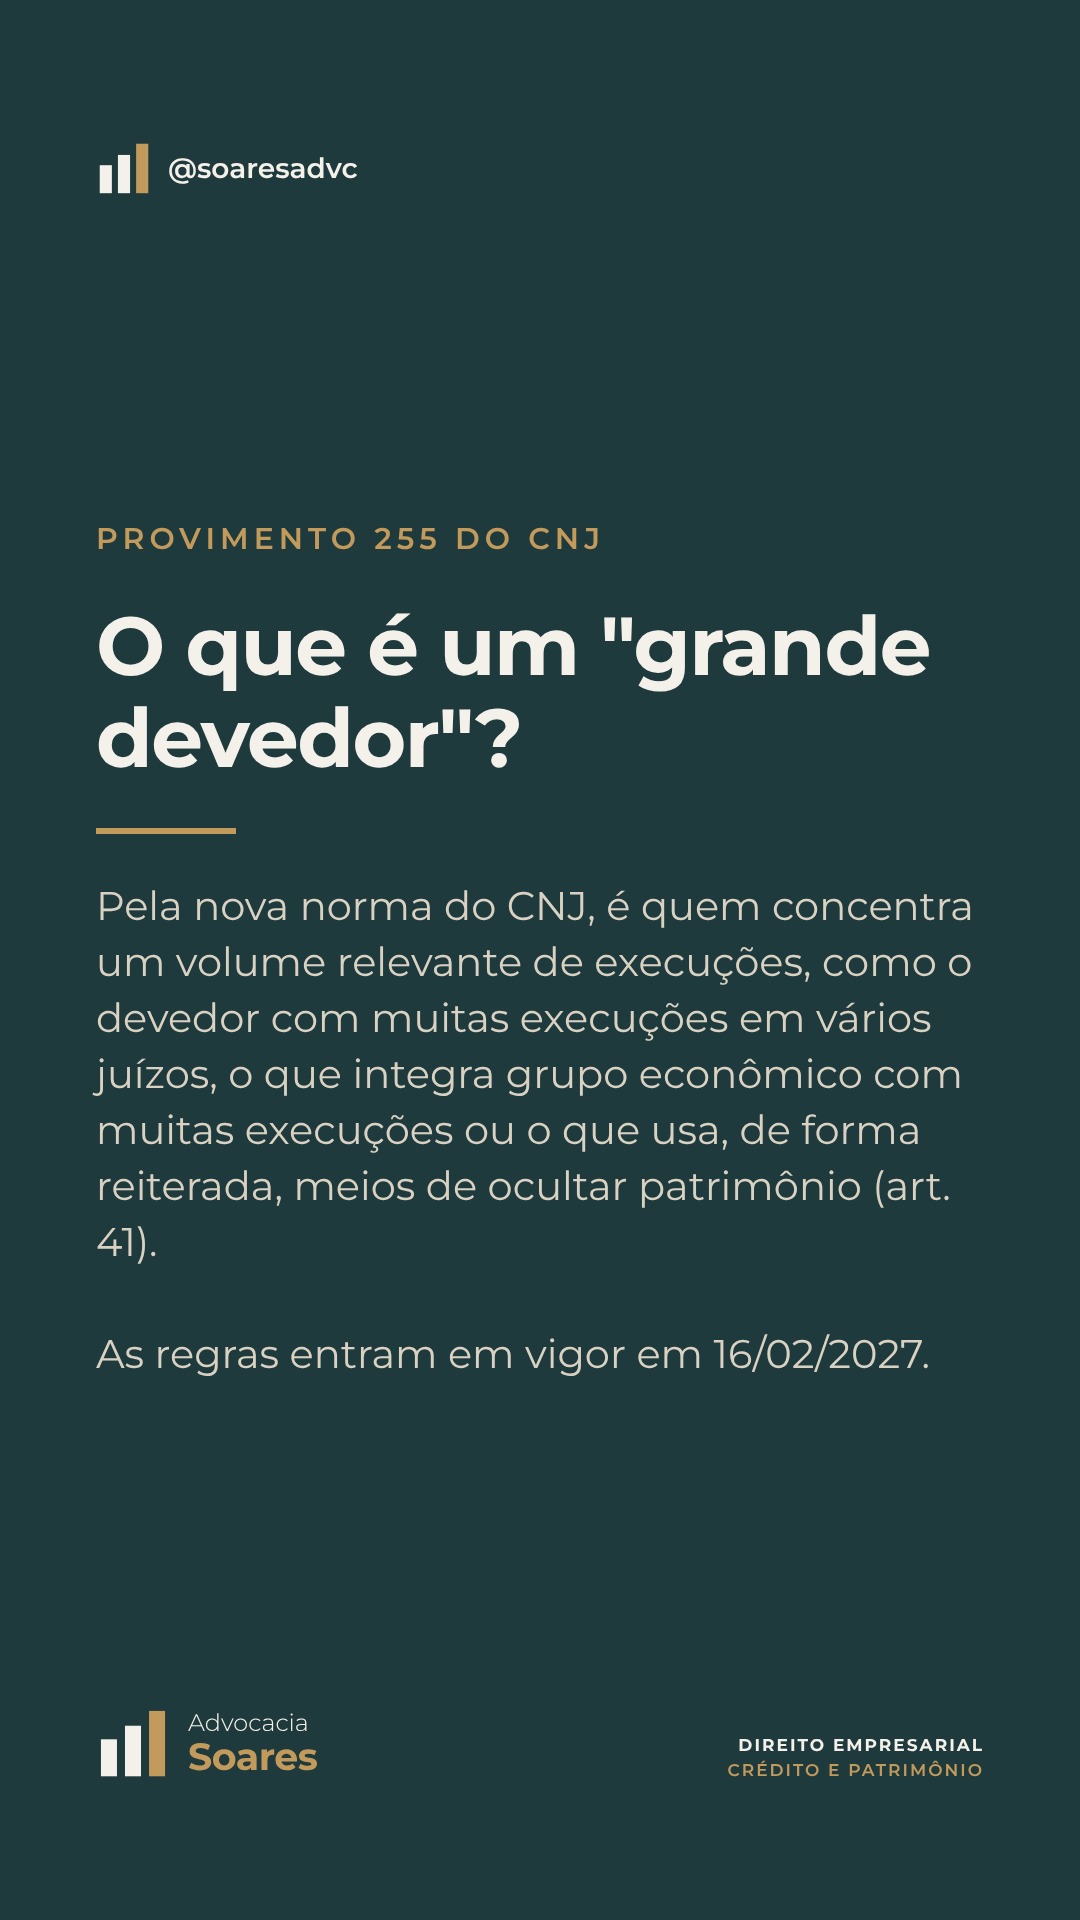 @soaresadvc
PROVIMENTO 255 DO CNJ
O que é um "grande
devedor"?
Pela nova norma do CNJ, é quem concentra
um volume relevante de execuções, como o
devedor com muitas execuções em vários
juízos, o que integra grupo econômico com
muitas execuções ou o que usa, de forma
reiterada, meios de ocultar patrimônio (art.
41).
As regras entram em vigor em 16/02/2027.
Advocacia
Soares
DIREITO EMPRESARIAL
CRÉDITO E PATRIMÔNIO